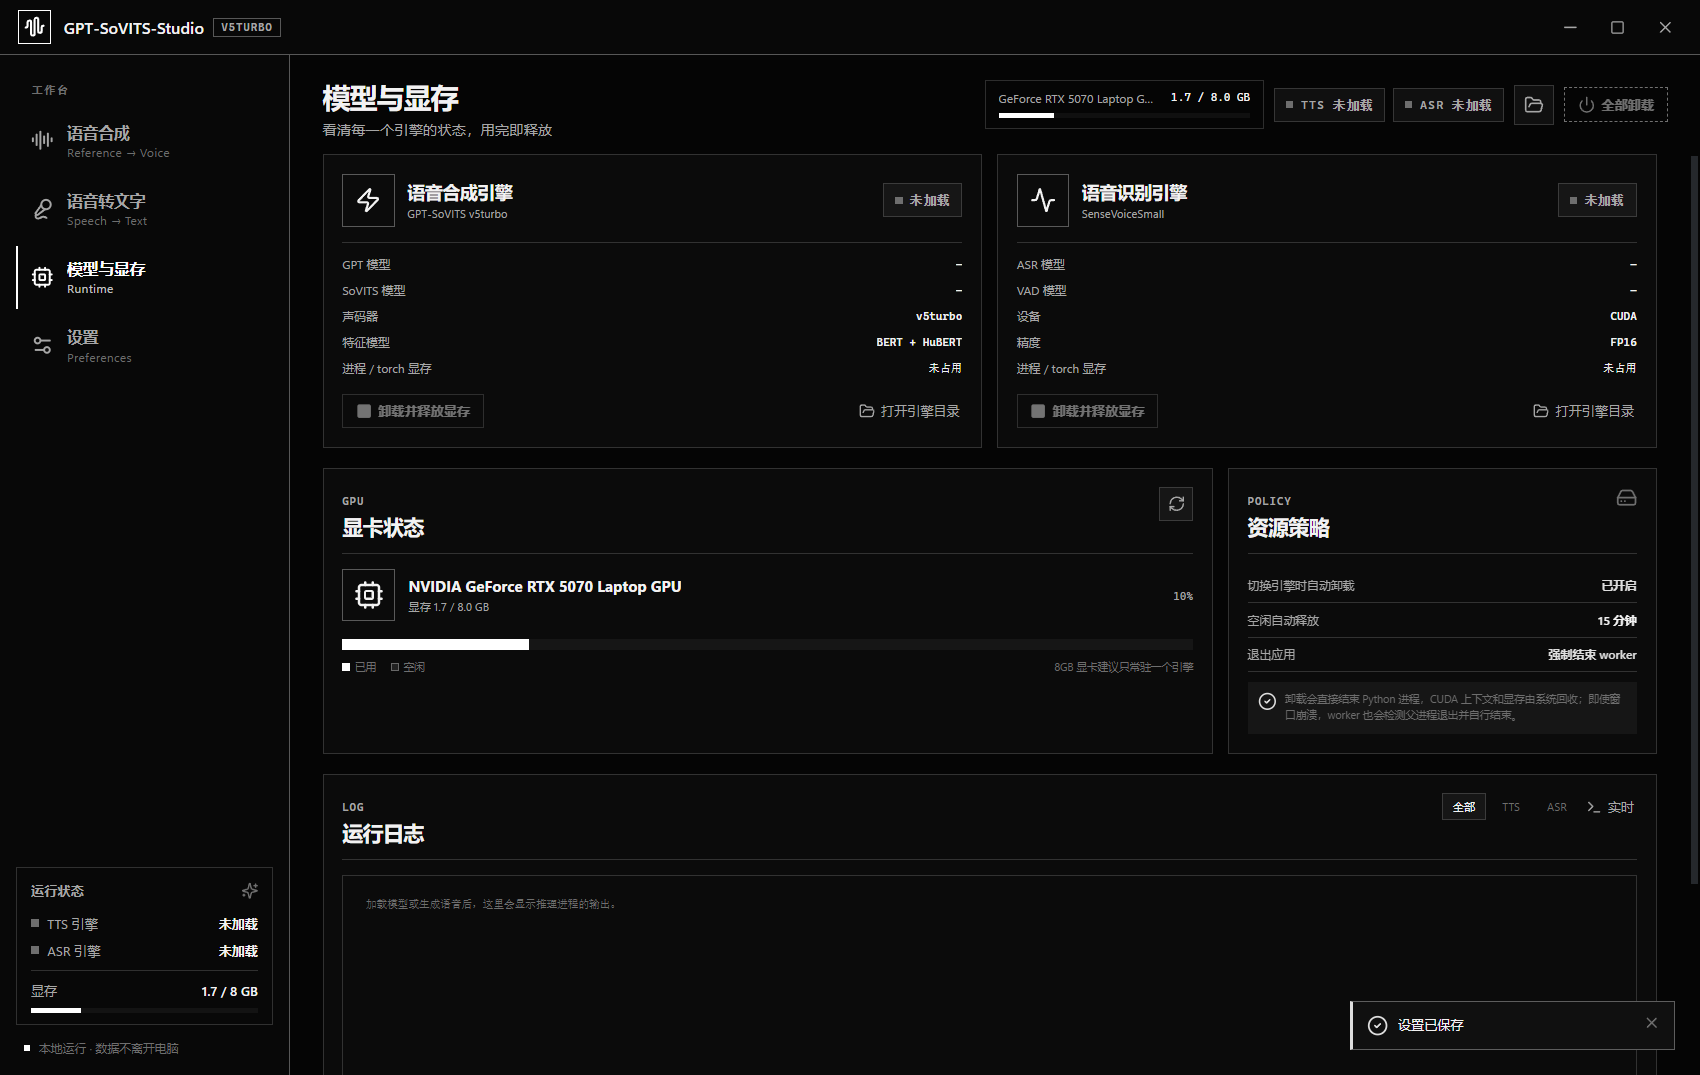 GPT-SoVITS-Studio V5TURBO
工作台
语音合成
Reference → Voice
语音转文字
Speech → Text
模型与显存
Runtime
设置
Preferences
运行状态
TTS 引擎 未加载
ASR 引擎 未加载
显存 1.7 / 8 GB
本地运行 · 数据不离开电脑
模型与显存
看清每一个引擎的状态，用完即释放
GeForce RTX 5070 Laptop G... 1.7 / 8.0 GB
TTS 未加载
ASR 未加载
全部卸载
语音合成引擎
GPT-SoVITS v5turbo
未加载
GPT 模型 –
SoVITS 模型 –
声码器 v5turbo
特征模型 BERT + HuBERT
进程 / torch 显存 未占用
卸载并释放显存
打开引擎目录
语音识别引擎
SenseVoiceSmall
未加载
ASR 模型 –
VAD 模型 –
设备 CUDA
精度 FP16
进程 / torch 显存 未占用
卸载并释放显存
打开引擎目录
GPU
显卡状态
NVIDIA GeForce RTX 5070 Laptop GPU
显存 1.7 / 8.0 GB
10%
已用 空闲
8GB 显卡建议只常驻一个引擎
POLICY
资源策略
切换引擎时自动卸载 已开启
空闲自动释放 15 分钟
退出应用 强制结束 worker
卸载会直接结束 Python 进程，CUDA 上下文和显存由系统回收；即使窗
口崩溃，worker 也会检测父进程退出并自行结束。
LOG
运行日志
全部 TTS ASR 实时
加载模型或生成语音后，这里会显示推理进程的输出。
设置已保存